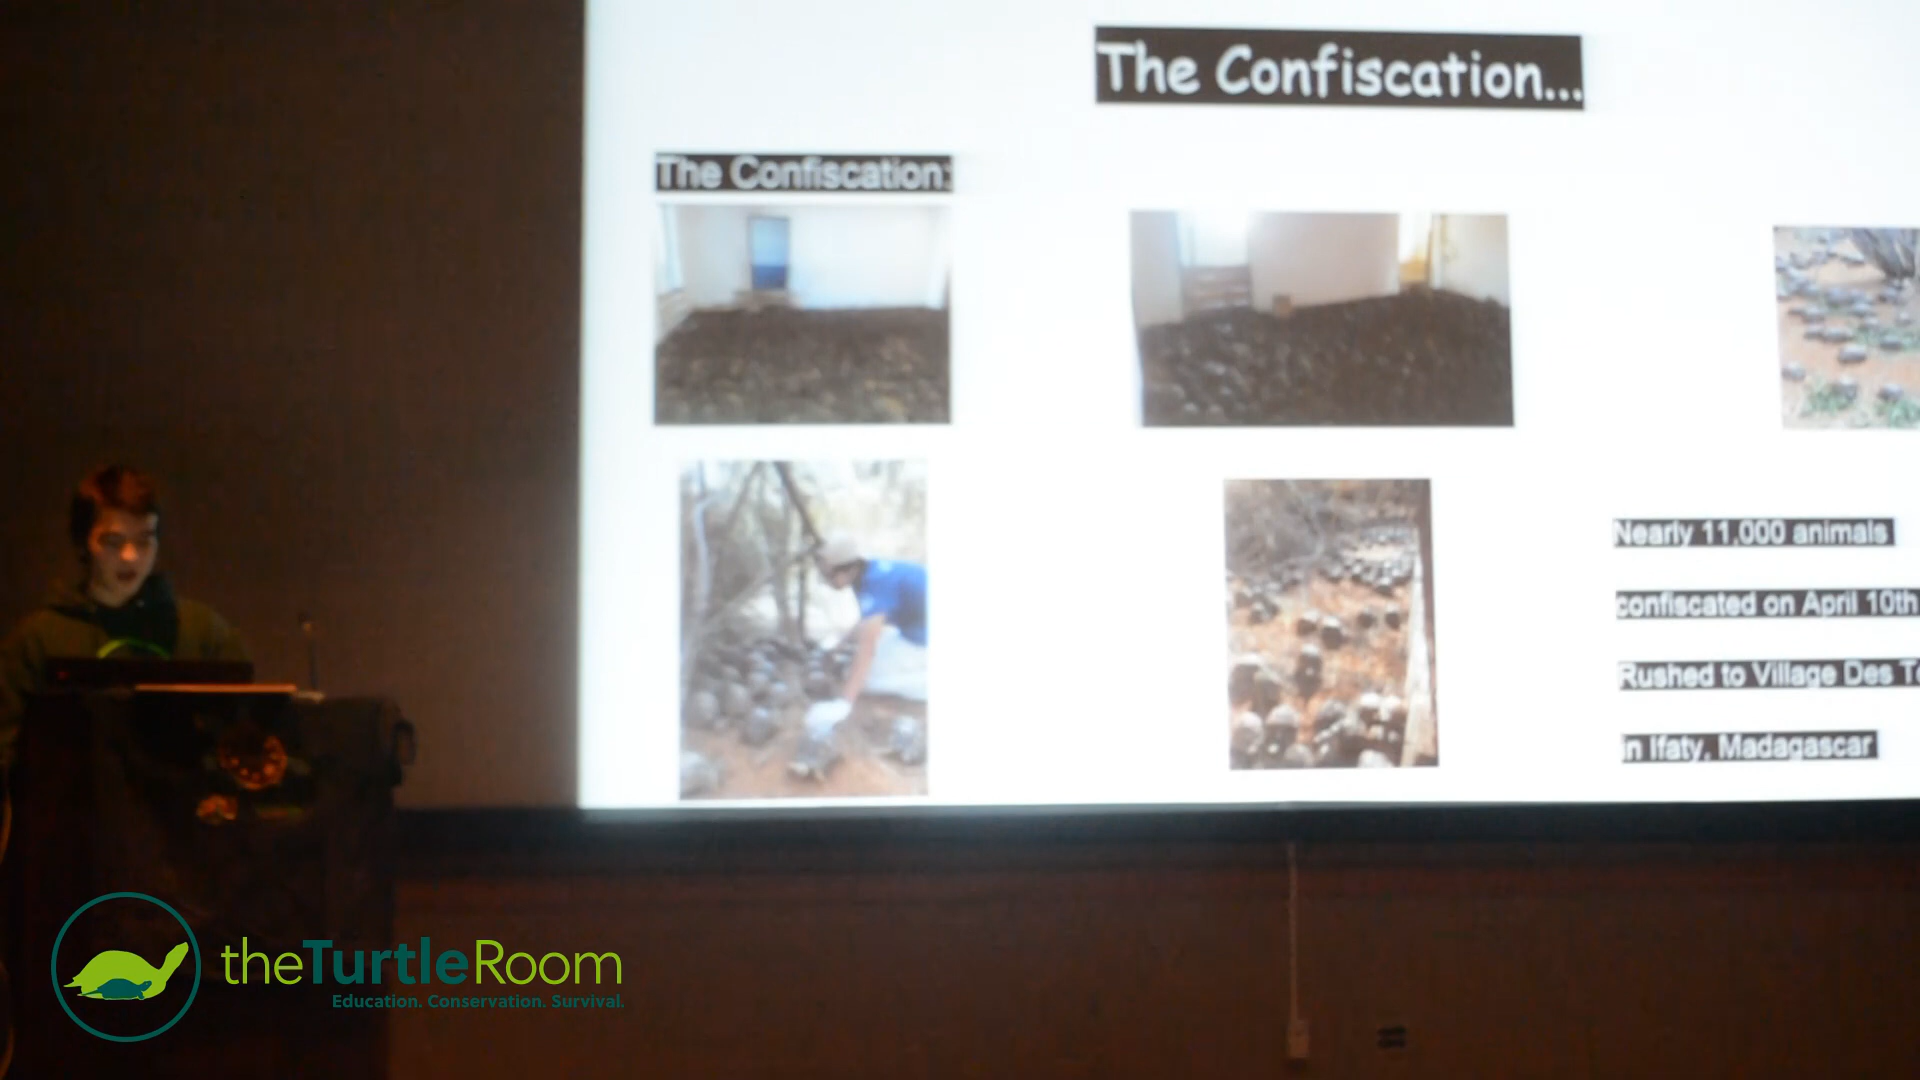 The Confiscation...
The Confiscation:
Nearly 11,000 animals
confiscated on April 10th
Rushed to Village Des
in Ifaty, Madagascar
theTurtleRoom
Education. Conservation. Survival.